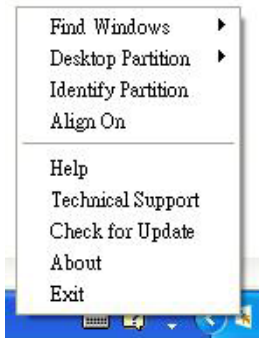 Find Windows
Desktop Partition
Identify Partition
Align On
Help
Technical Support
Check for Update
About
Exit